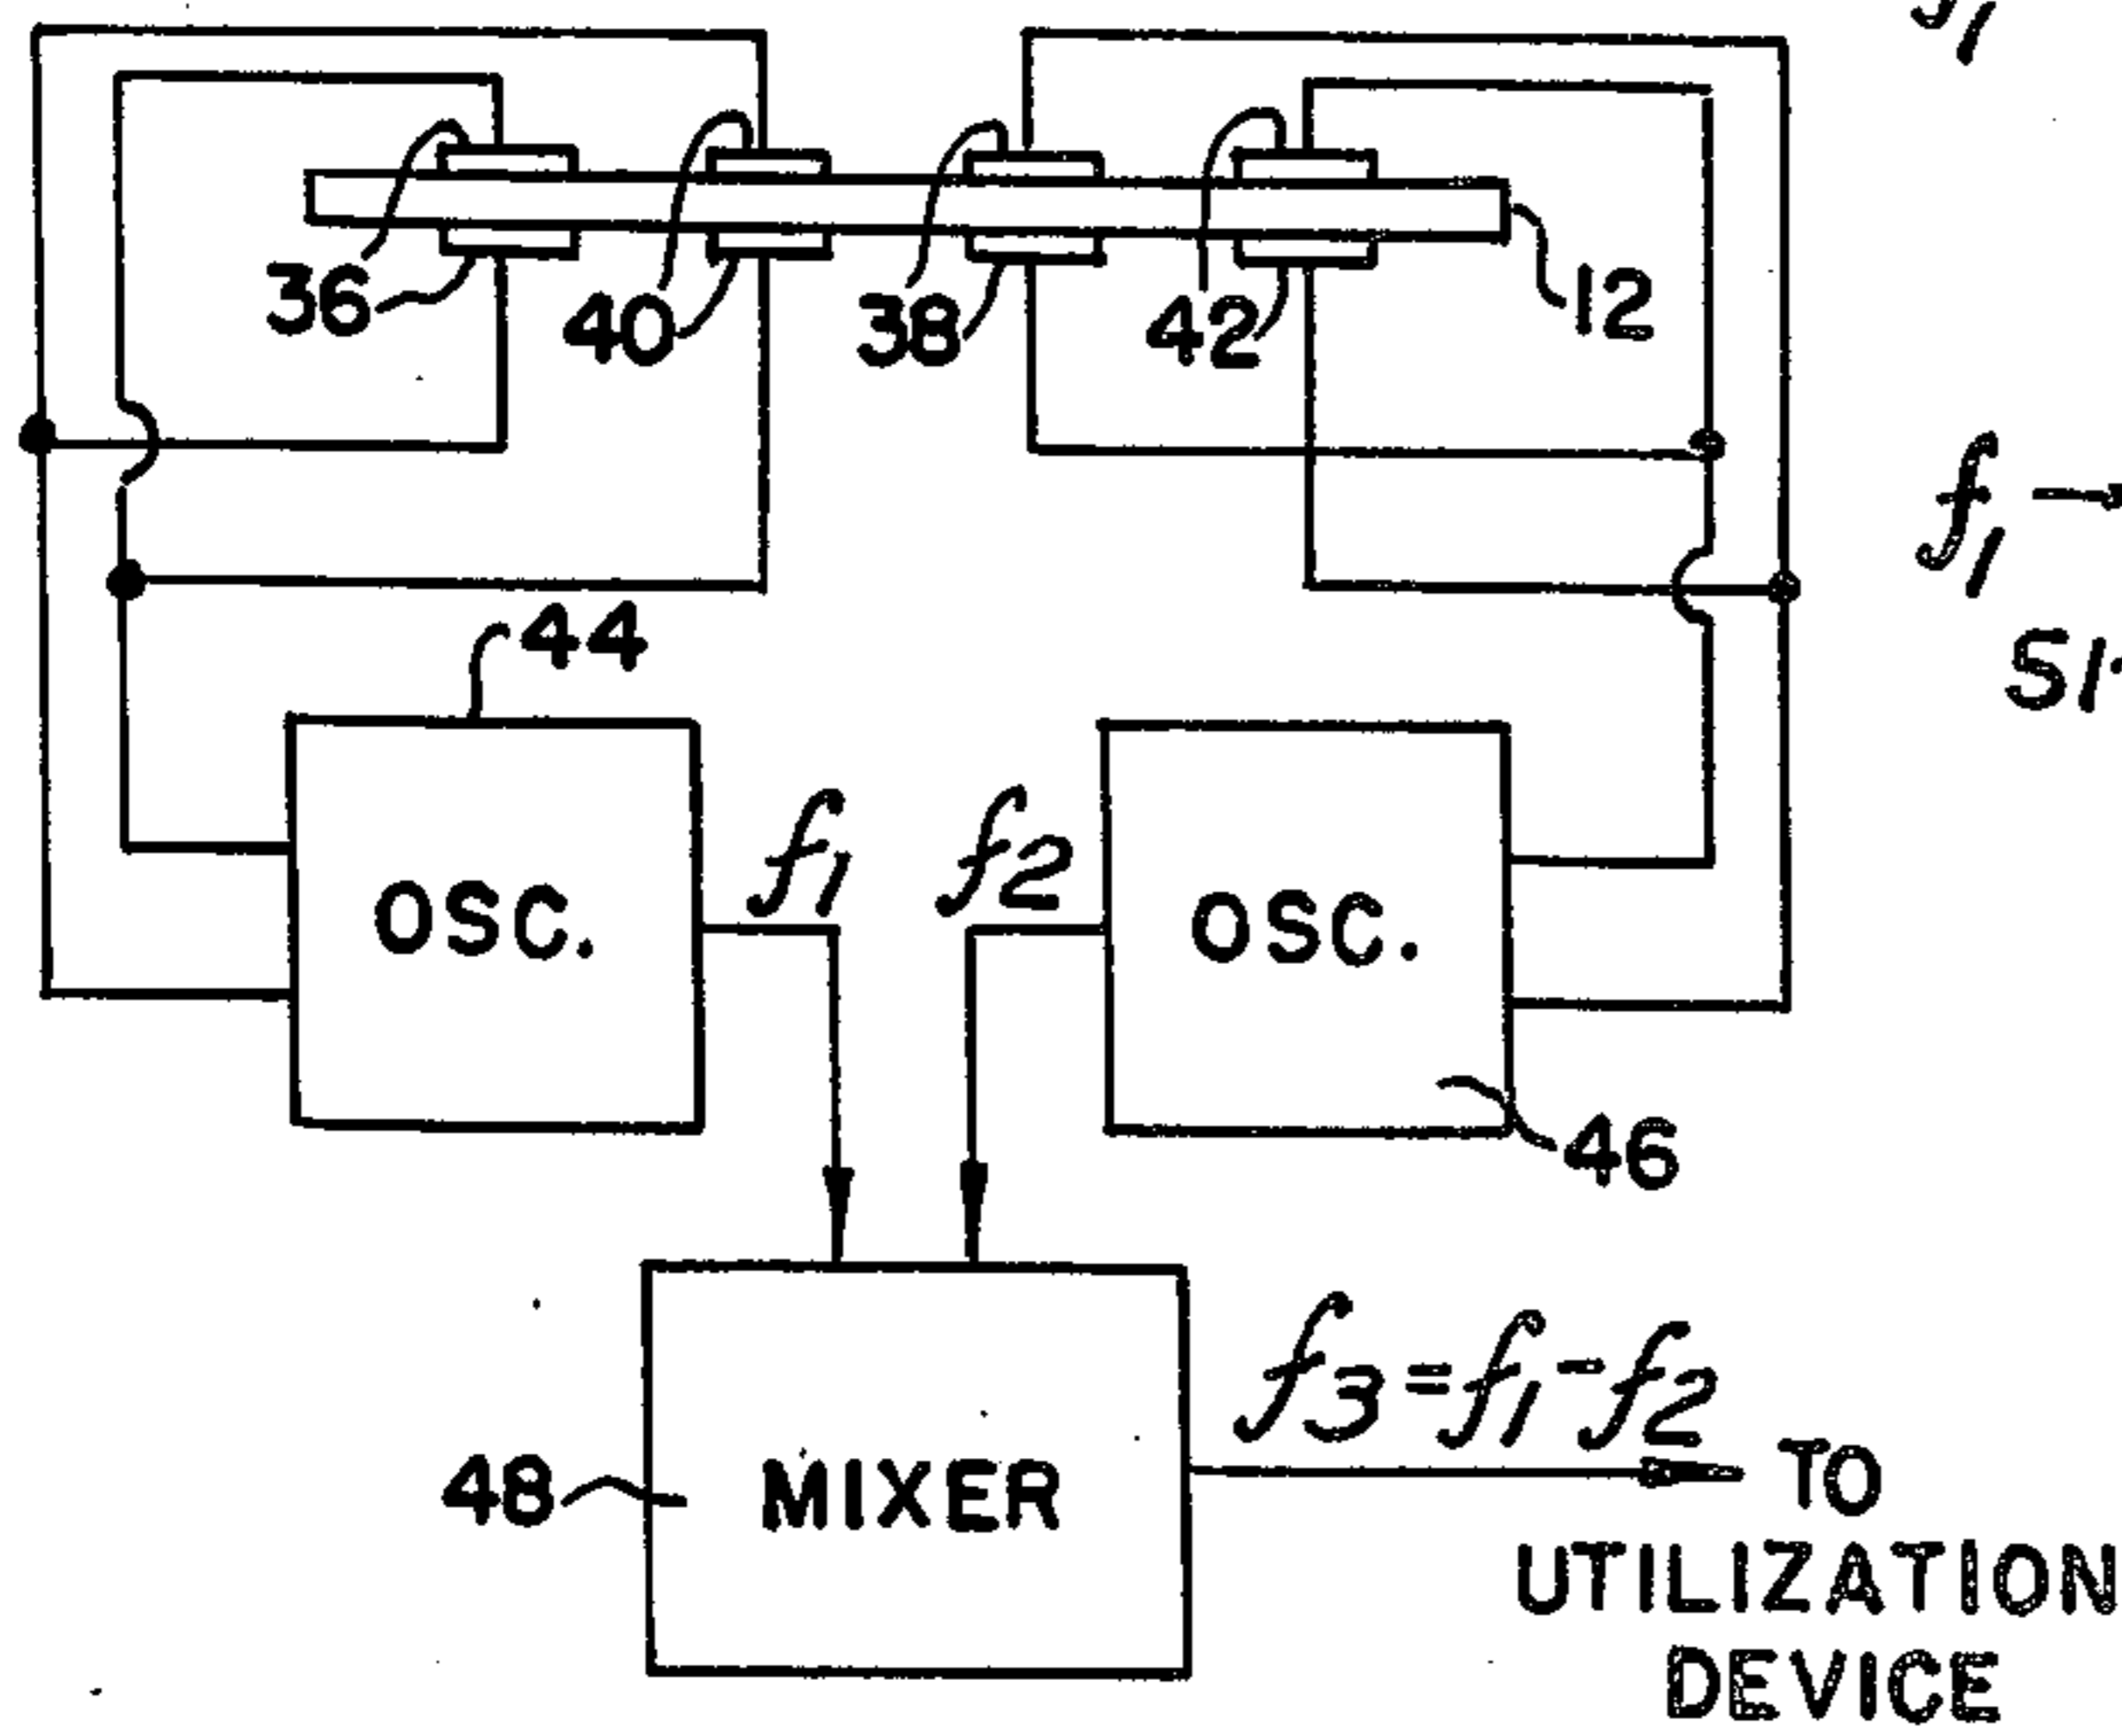 36
40
38
42
12
f1
44
f1
f2
OSC.
OSC.
46
f3 = f1 - f2
48
MIXER
TO
UTILIZATION
DEVICE